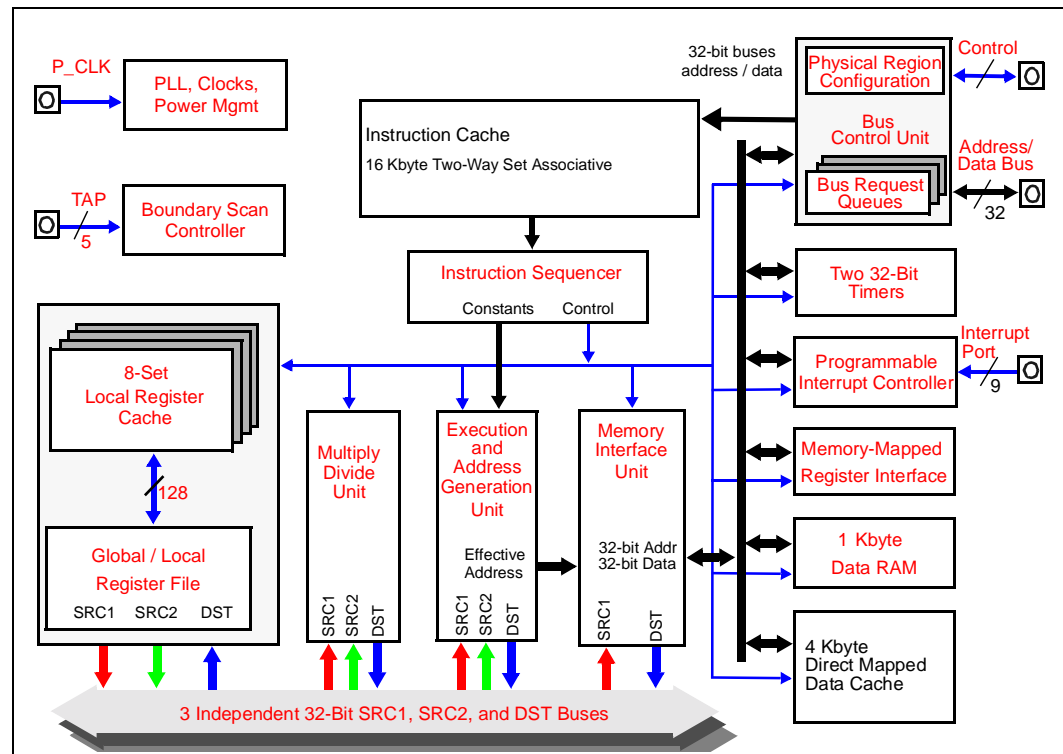 P_CLK
PLL, Clocks,
Power Mgmt
TAP
5
Boundary Scan
Controller
8-Set
Local Register
Cache
128
Global / Local
Register File
SRC1 SRC2 DST
Instruction Cache
16 Kbyte Two-Way Set Associative
Instruction Sequencer
Constants Control
Multiply
Divide
Unit
SRC1
SRC2
DST
Execution
and
Address
Generation
Unit
Effective
Address
SRC1
SRC2
DST
Memory
Interface
Unit
32-bit Addr
32-bit Data
SRC1
DST
3 Independent 32-Bit SRC1, SRC2, and DST Buses
32-bit buses
address / data
Physical Region
Configuration
Bus
Control Unit
Bus Request
Queues
Control
Address/
Data Bus
32
Two 32-Bit
Timers
Programmable
Interrupt Controller
Interrupt
Port
9
Memory-Mapped
Register Interface
1 Kbyte
Data RAM
4 Kbyte
Direct Mapped
Data Cache